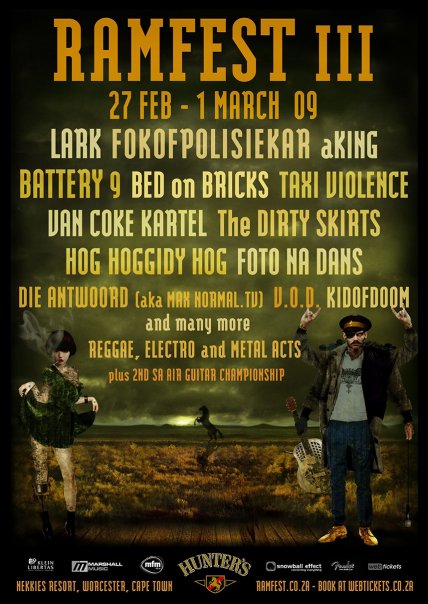 RAMFEST III
27 FEB - 1 MARCH 09
LARK FOKOFPOLISIEKAR aKING
BATTERY 9 BED on BRICKS TAXI VIOLENCE
VAN COKE KARTEL The DIRTY SKIRTS
HOG HOGGIDY HOG FOTO NA DANS
DIE ANTWOORD (aka MAX NORMAL.TV) V.O.D. KIDOFDOOM
and many more
REGGAE, ELECTRO and METAL ACTS
plus 2ND SA AIR GUITAR CHAMPIONSHIP
KLEIN LIBERTAS MARSHALL MUSIC mfm HUNTER'S snowball effect Fender webtickets
NEKKIES RESORT, WORCESTER, CAPE TOWN
RAMFEST.CO.ZA - BOOK AT WEBTICKETS.CO.ZA